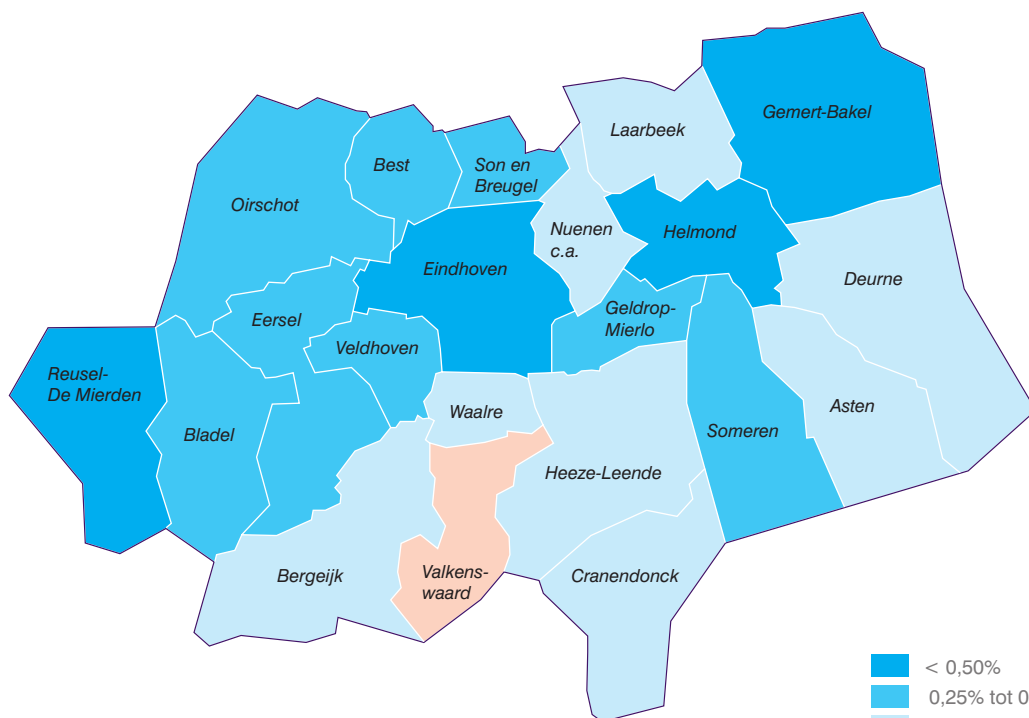 Gemert-Bakel
Laarbeek
Best
Son en
Breugel
Oirschot
Nuenen
c.a.
Helmond
Eindhoven
Deurne
Eersel
Geldrop-
Mierlo
Veldhoven
Reusel-
De Mierden
Bladel
Waalre
Asten
Someren
Heeze-Leende
Bergeijk
Valkens-
waard
Cranendonck
< 0,50%
0,25% tot 0